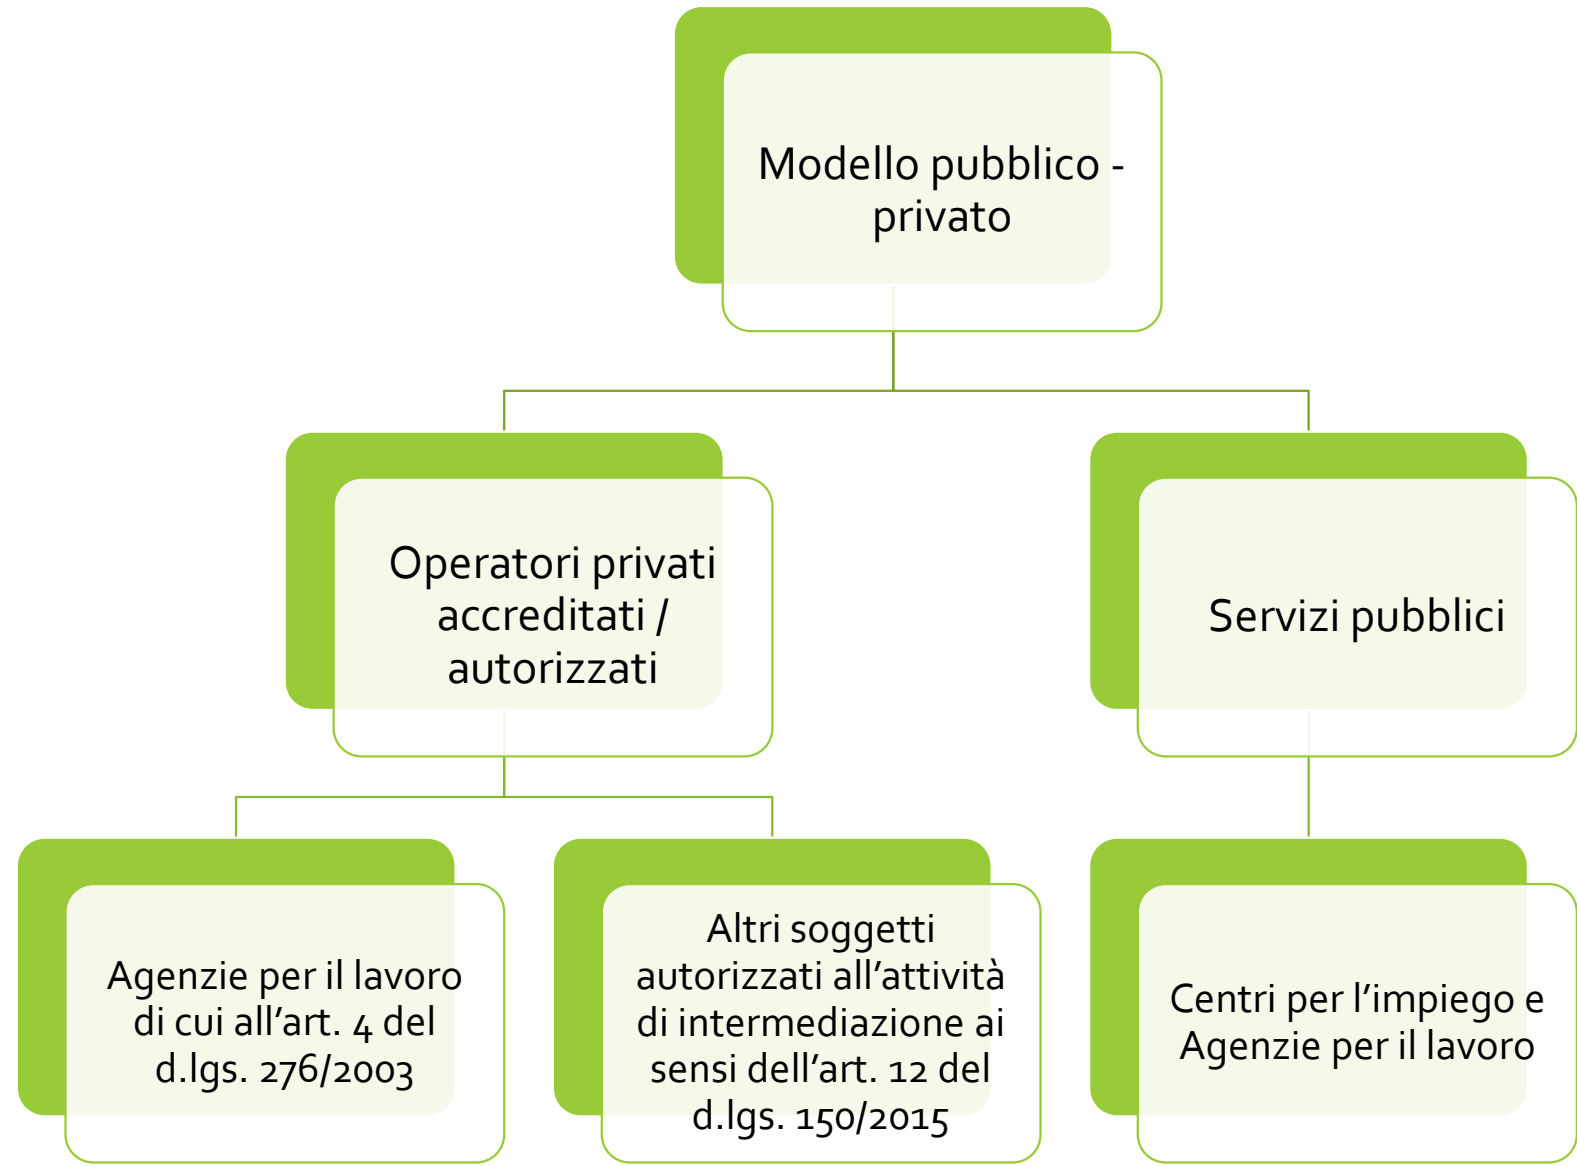 Modello pubblico -
privato
Operatori privati
accreditati /
autorizzati
Servizi pubblici
Agenzie per il lavoro
di cui all’art. 4 del
d.lgs. 276/2003
Altri soggetti
autorizzati all’attività
di intermediazione ai
sensi dell’art. 12 del
d.lgs. 150/2015
Centri per l’impiego e
Agenzie per il lavoro